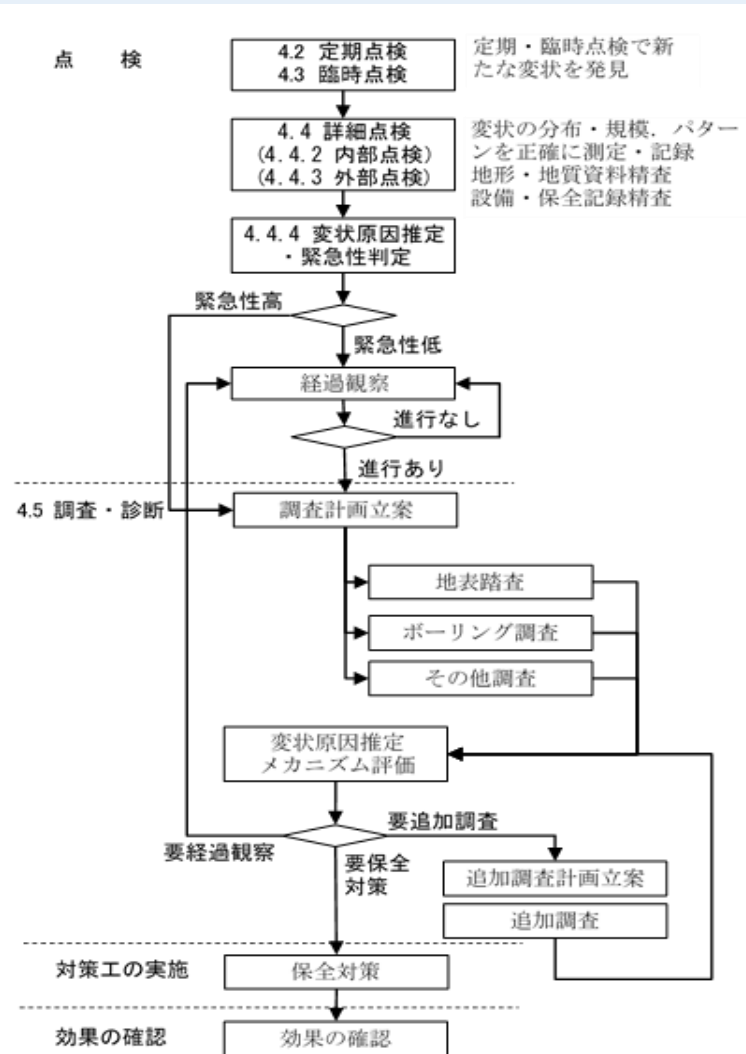 点　検
4.2 定期点検
4.3 臨時点検
定期・臨時点検で新
たな変状を発見
4.4 詳細点検
(4.4.2 内部点検)
(4.4.3 外部点検)
変状の分布・規模．パター
ンを正確に測定・記録
地形・地質資料精査
設備・保全記録精査
4.4.4 変状原因推定
・緊急性判定
緊急性高
緊急性低
経過観察
進行なし
進行あり
4.5 調査・診断
調査計画立案
地表踏査
ボーリング調査
その他調査
変状原因推定
メカニズム評価
要追加調査
要経過観察
要保全
対策
追加調査計画立案
追加調査
対策工の実施
保全対策
効果の確認
効果の確認